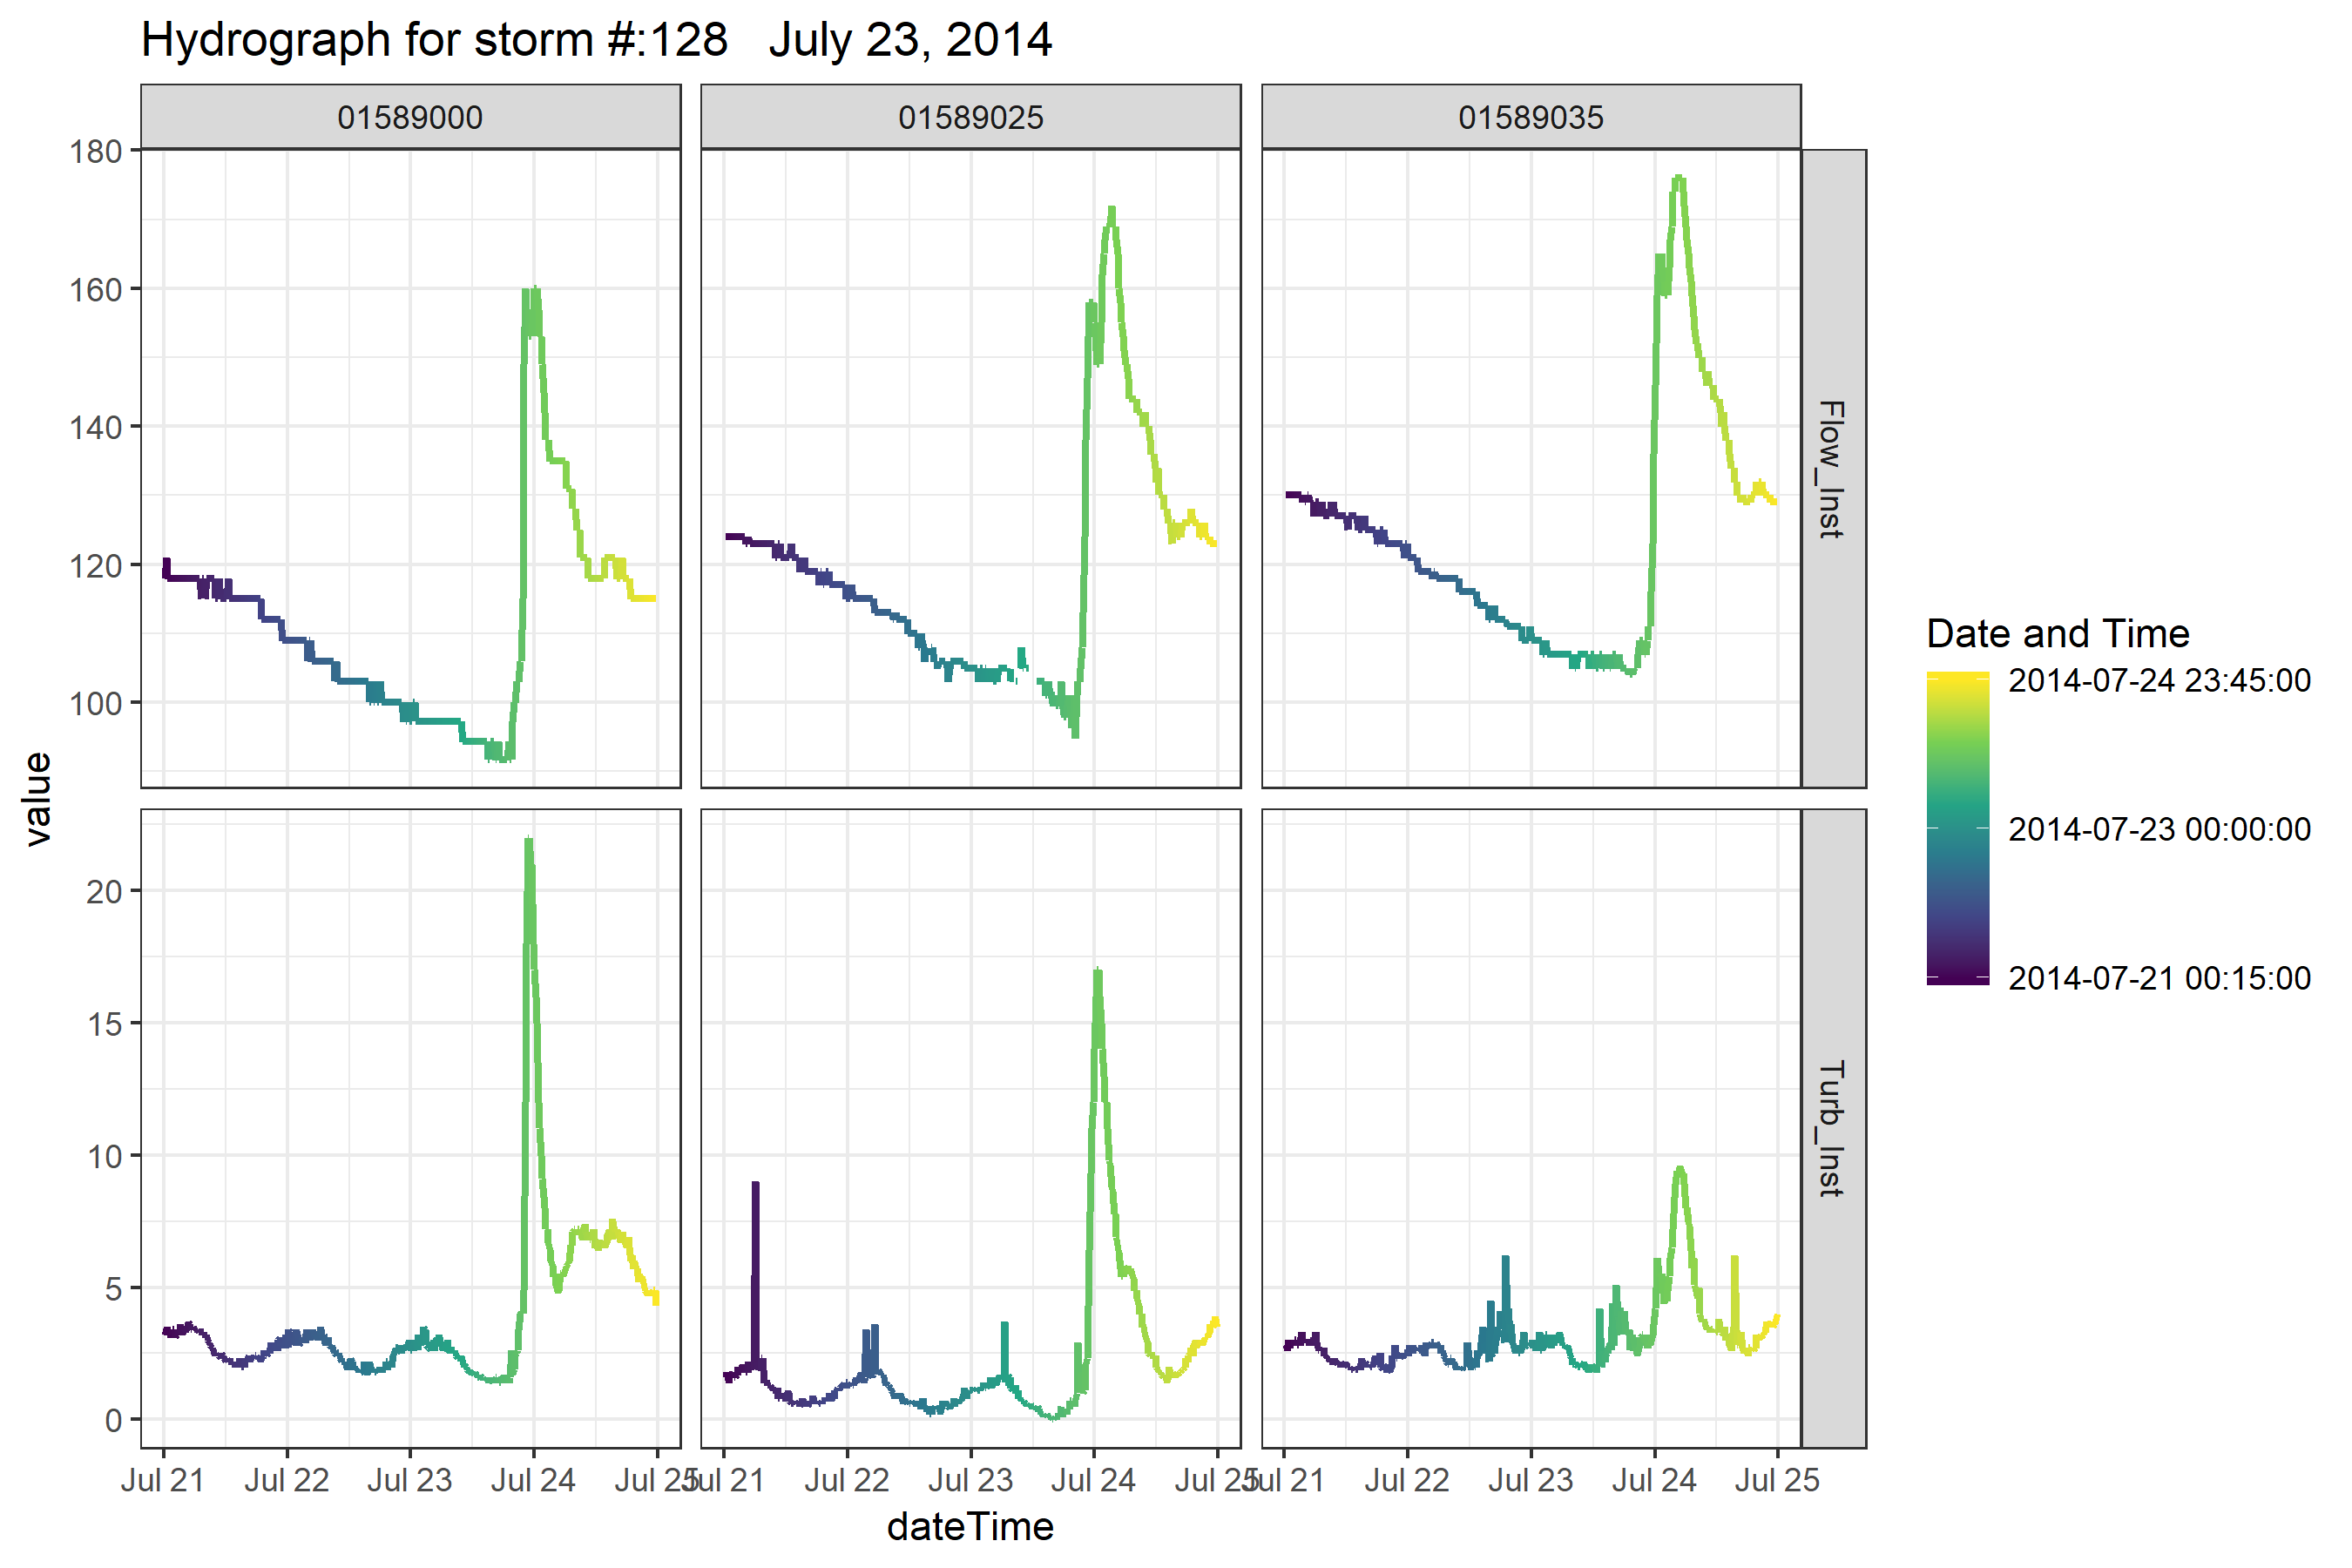 Hydrograph for storm #:128   July 23, 2014
01589000
01589025
01589035
180
160
140
120
100
Flow_Inst
value
20
15
10
5
0
Turb_Inst
Jul 21
Jul 22
Jul 23
Jul 24
Jul 25
Jul 21
Jul 22
Jul 23
Jul 24
Jul 25
Jul 21
Jul 22
Jul 23
Jul 24
Jul 25
dateTime
Date and Time
2014-07-24 23:45:00
2014-07-23 00:00:00
2014-07-21 00:15:00